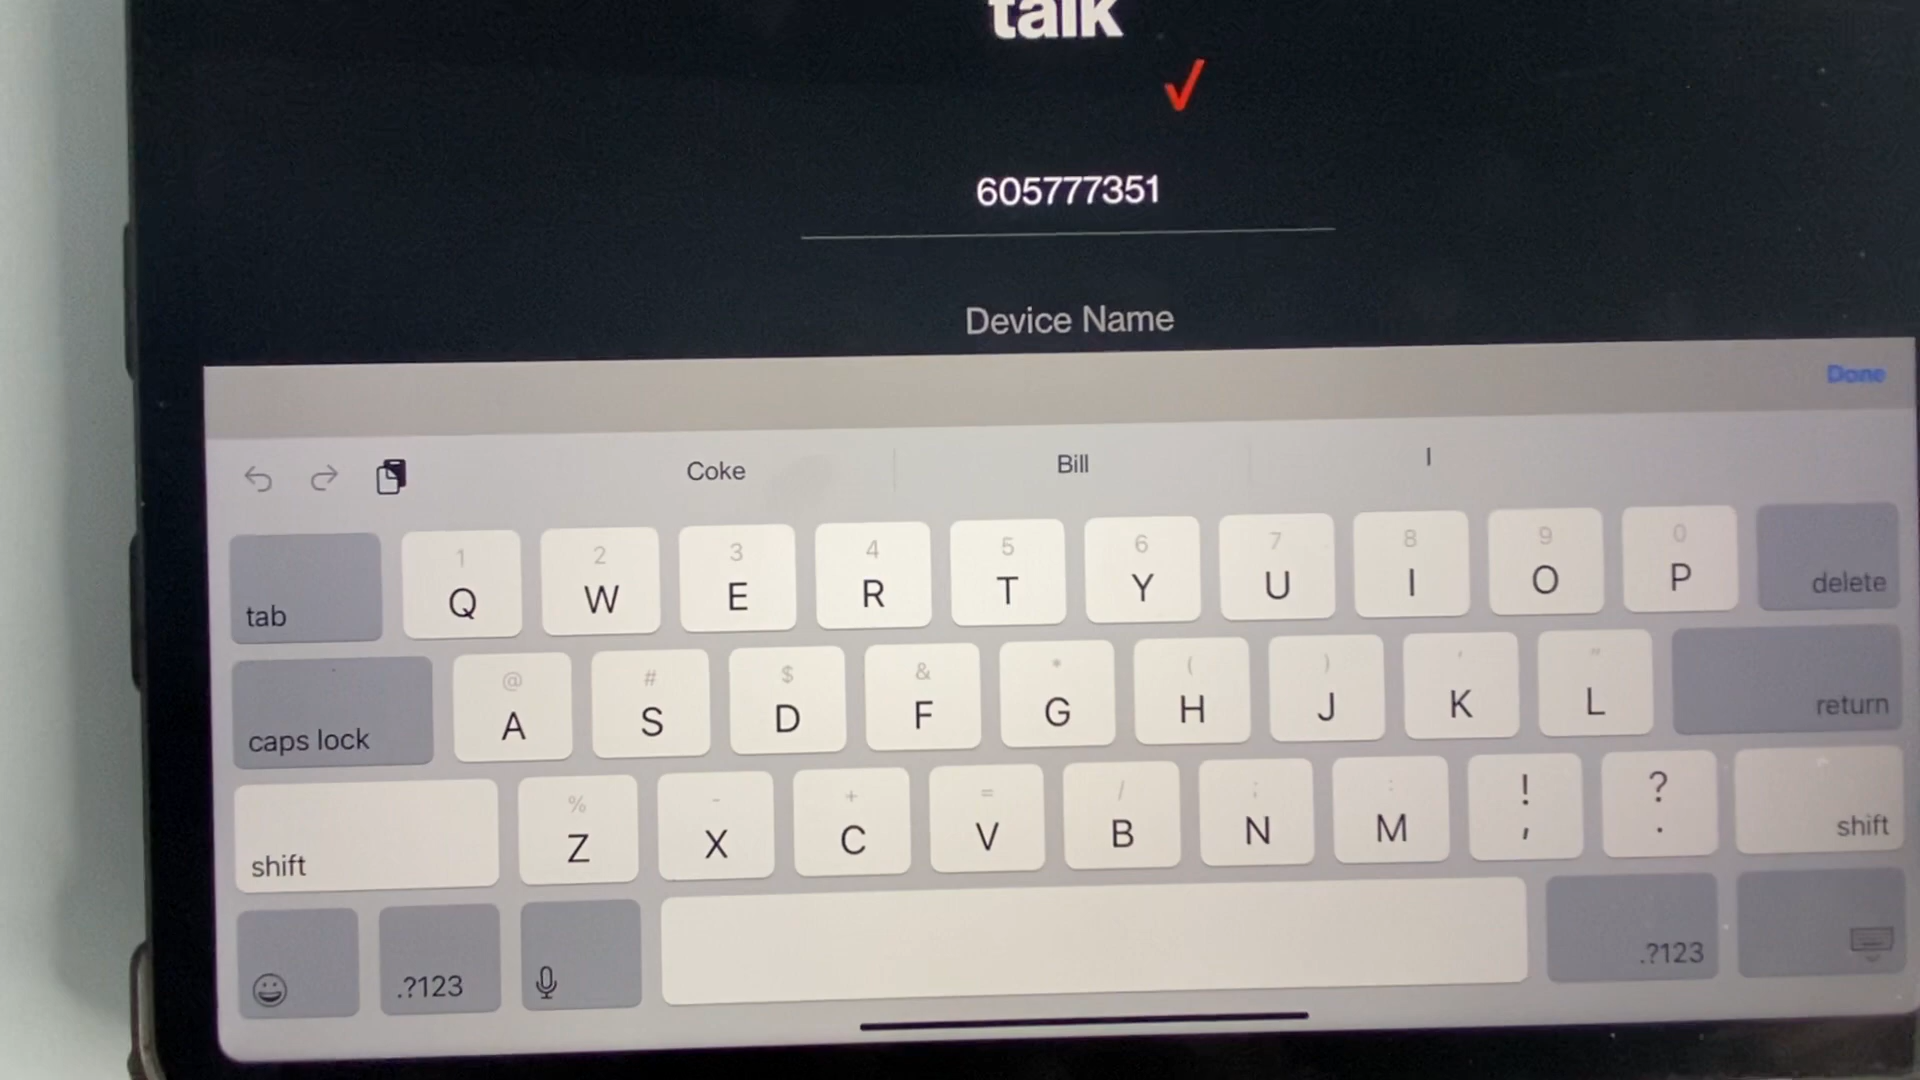 talk
605777351
Device Name
Done
Coke Bill I
tab 1 Q 2 W 3 E 4 R 5 T 6 Y 7 U 8 I 9 O 0 P delete
caps lock @ A # S $ D & F * G ( H ) J ' K " L return
shift % Z - X + C = V / B ; N : M ! , ? . shift
.?123 .?123